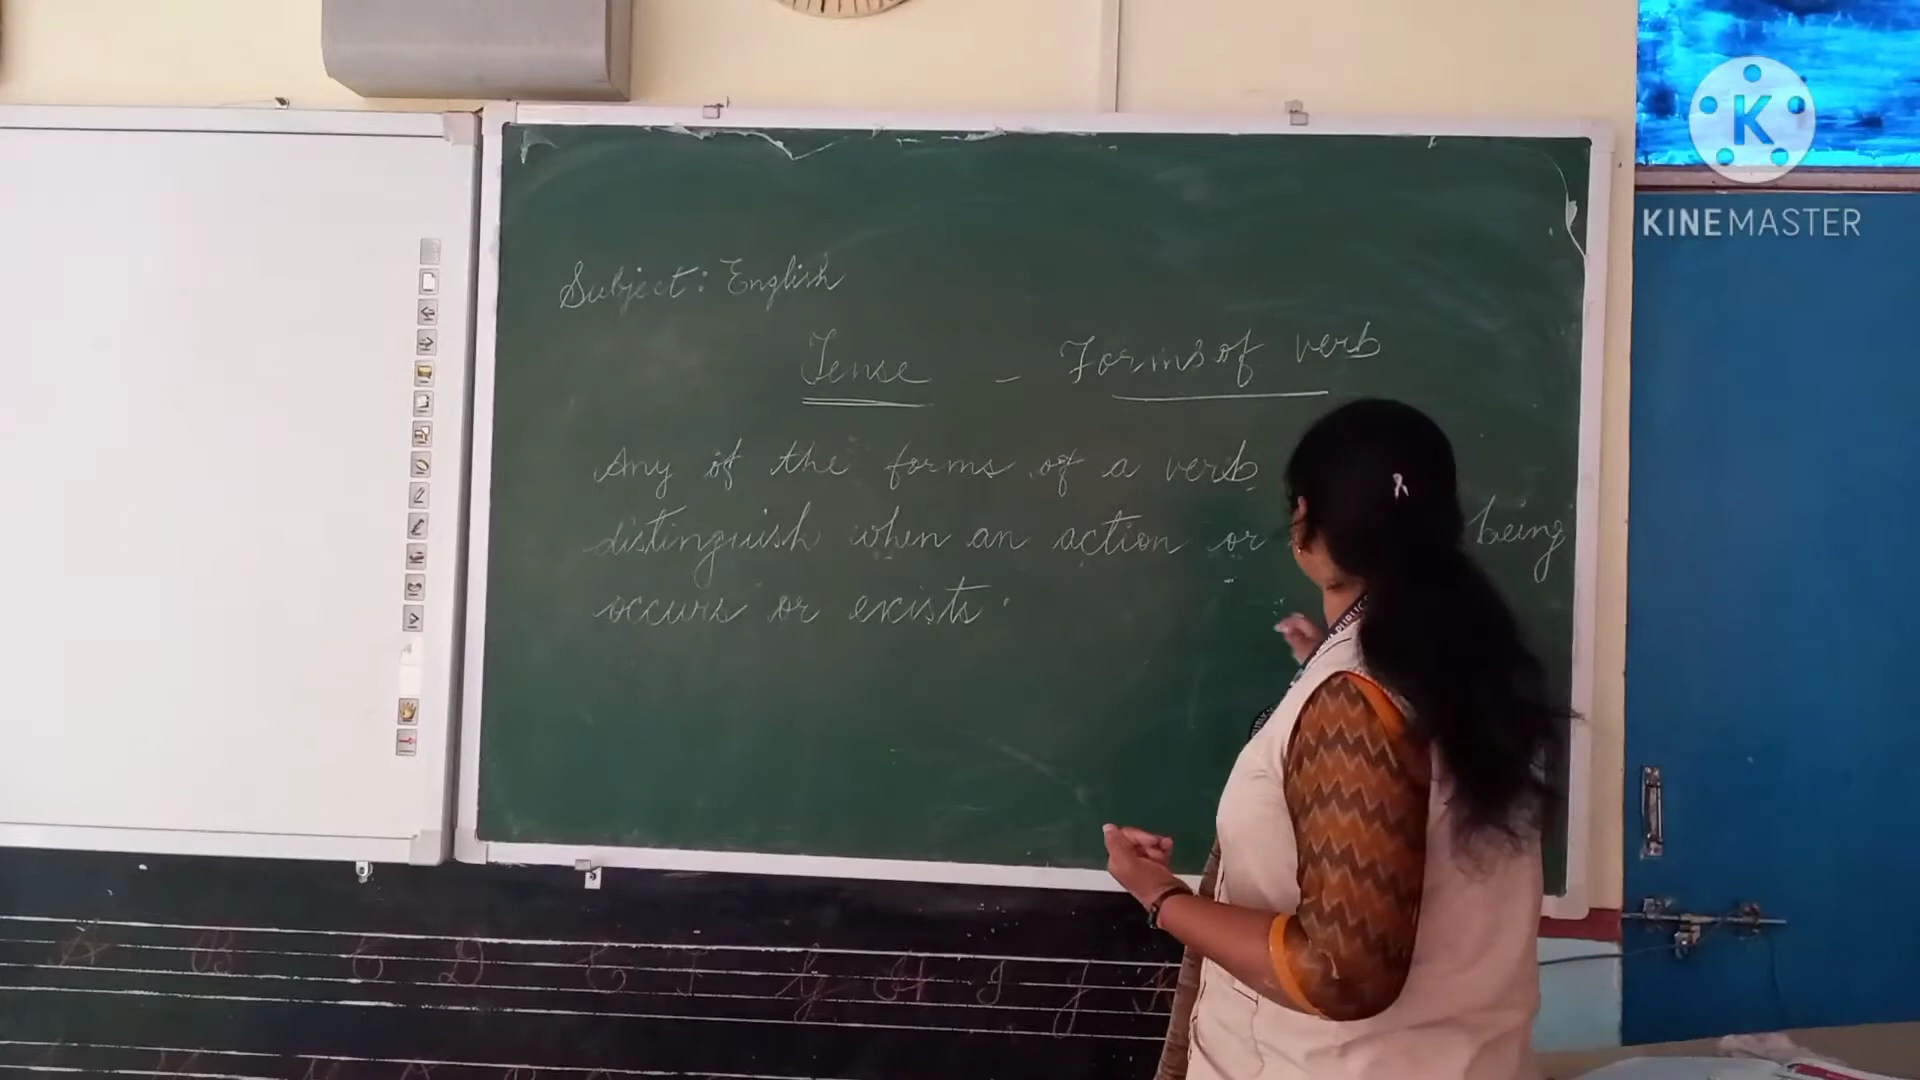 Subject: English
Tense - Forms of verb
Any of the forms of a verb
distinguish when an action or being
occurs or exists.
KINEMASTER
K
PUBLIC
A B C D E F G H I J K